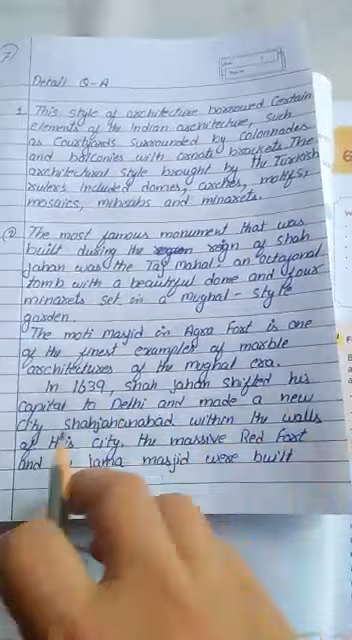 7
Detail Q-A
1. This style of architecture borrowed certain
elements of the Indian architecture, such
as Courtyards surrounded by colonnades
and balconies with ornate brackets. The
architectural style brought by the Turkish
rulers included domes, arches, motifs,
mosaics, mihrabs and minarets.
(2) The most famous monument that was
built during the reign of Shah
Jahan was the Taj Mahal. an octagonal
tomb with a beautiful dome and four
minarets set in a mughal-style
garden.
The moti masjid in Agra Fort is one
of the finest examples of marble
architectures of the mughal era.
In 1639, shah Jahan shifted his
capital to Delhi and made a new
city shahjahanabad within the walls
of this city. the massive Red Fort
and jama masjid were built
6